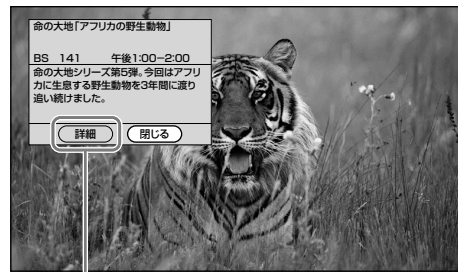 命の大地「アフリカの野生動物」
BS 141 午後1:00－2:00
命の大地シリーズ第5弾。今回はアフリ
カに生息する野生動物を3年間に渡り
追い続けました。
詳細 閉じる